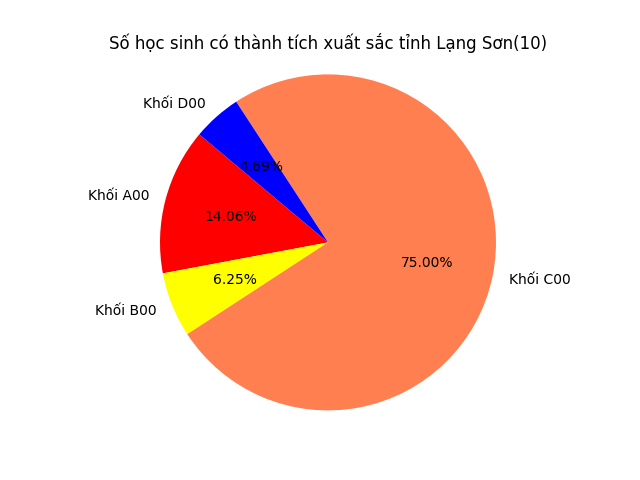 Số học sinh có thành tích xuất sắc tỉnh Lạng Sơn(10)
Khối D00
4.69%
Khối A00
14.06%
75.00%
Khối C00
6.25%
Khối B00